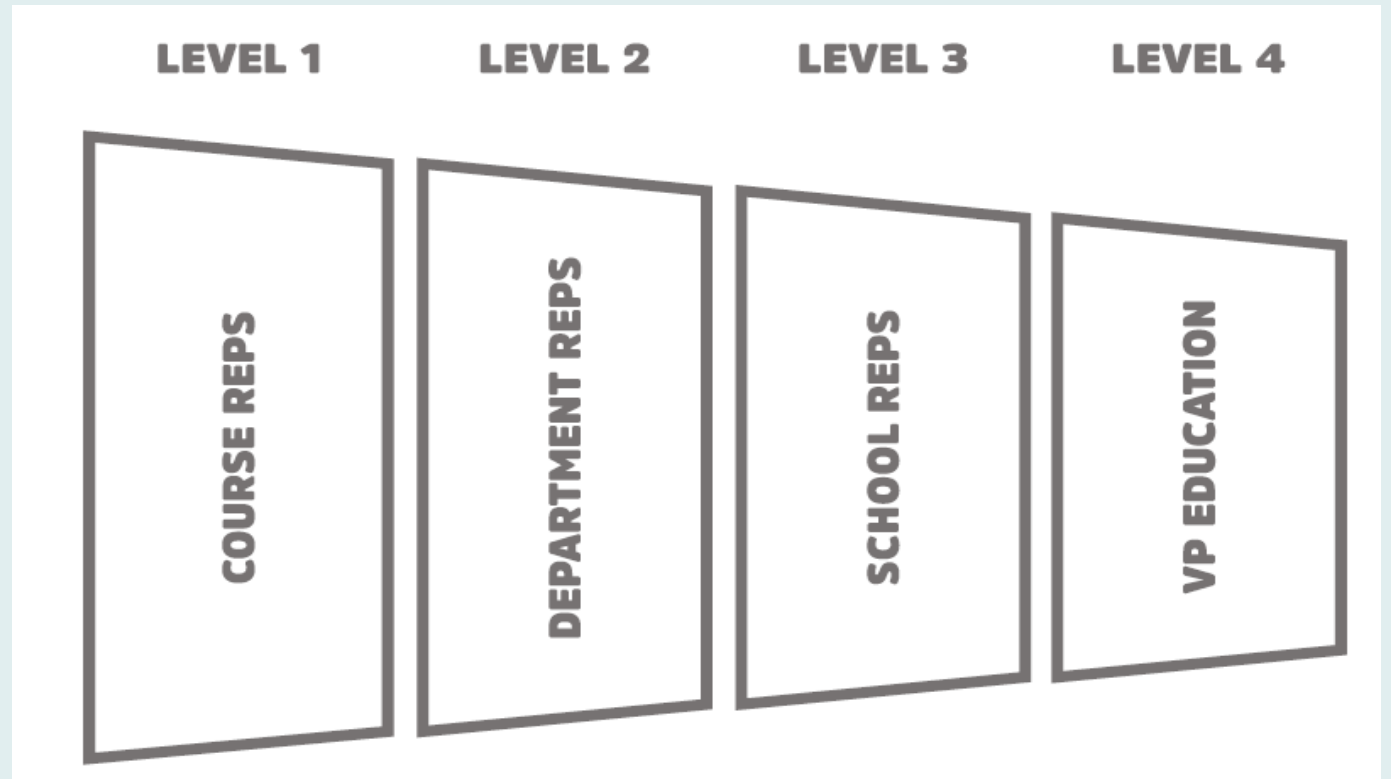 LEVEL 1
LEVEL 2
LEVEL 3
LEVEL 4
COURSE REPS
DEPARTMENT REPS
SCHOOL REPS
VP EDUCATION